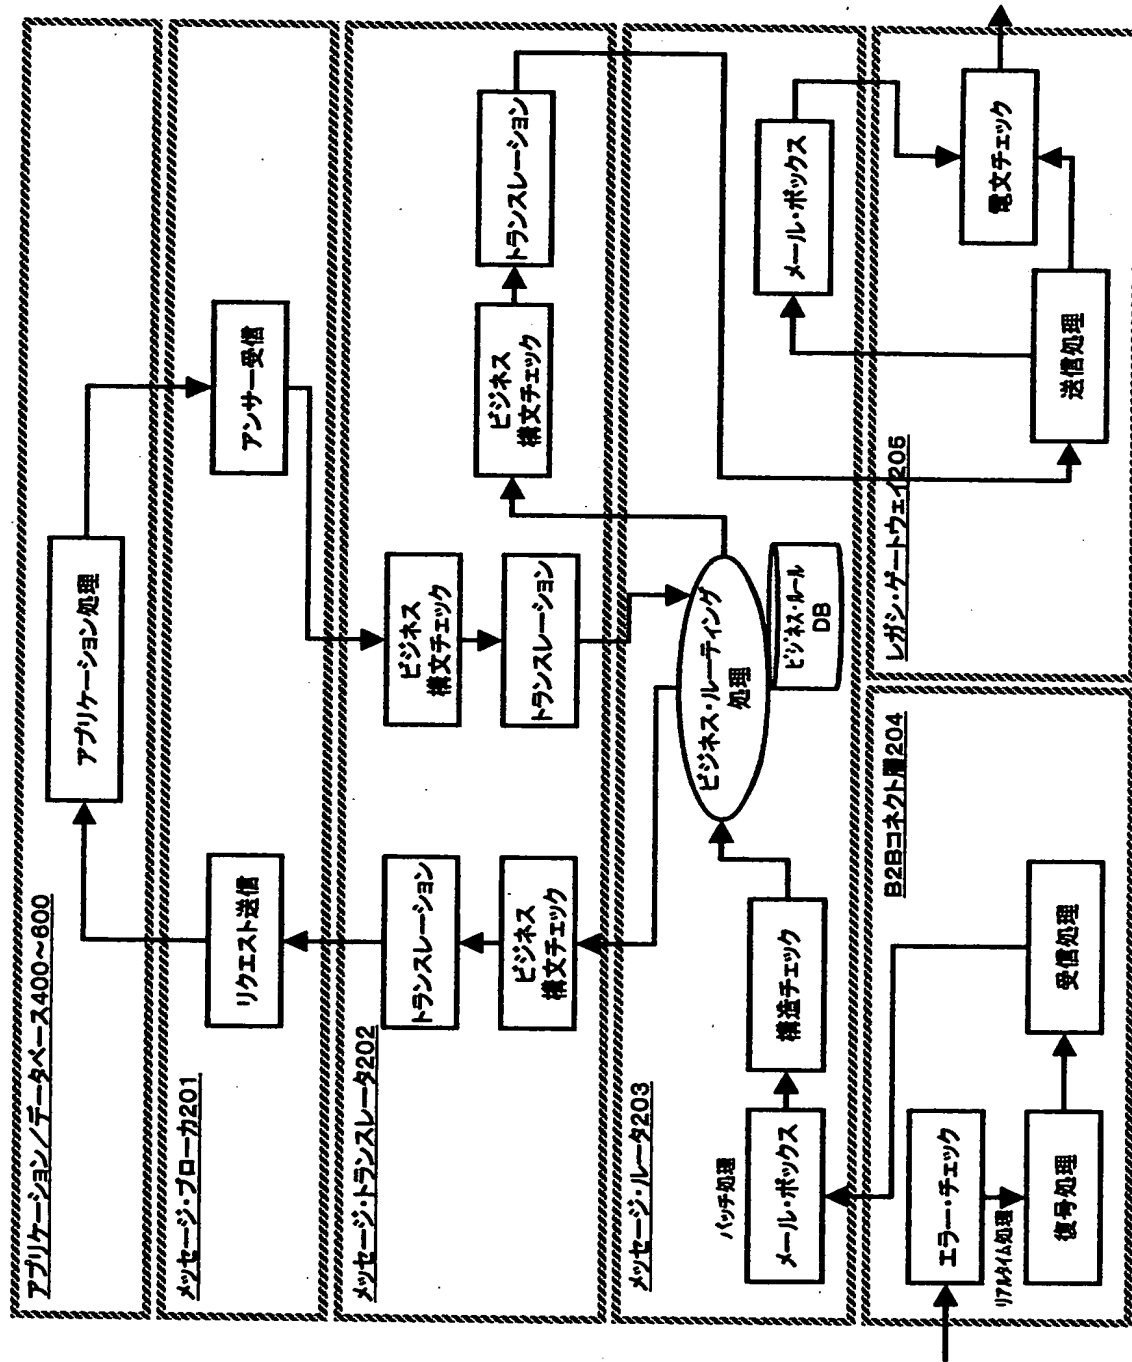 アプリケーション/データベース400~600
アプリケーション処理
メッセージ・ブローカ201
リクエスト送信
アンサー受信
メッセージ・トランスレータ202
トランスレーション
ビジネス
構文チェック
ビジネス
構文チェック
トランスレーション
ビジネス
構文チェック
トランスレーション
メッセージ・ルータ203
バッチ処理
メール・ボックス
構造チェック
ビジネス・ルーティング
処理
ビジネス・ルール
DB
メール・ボックス
B2Bコネクト層204
エラー・チェック
リアルタイム処理
復号処理
受信処理
レガシ・ゲートウェイ205
送信処理
電文チェック